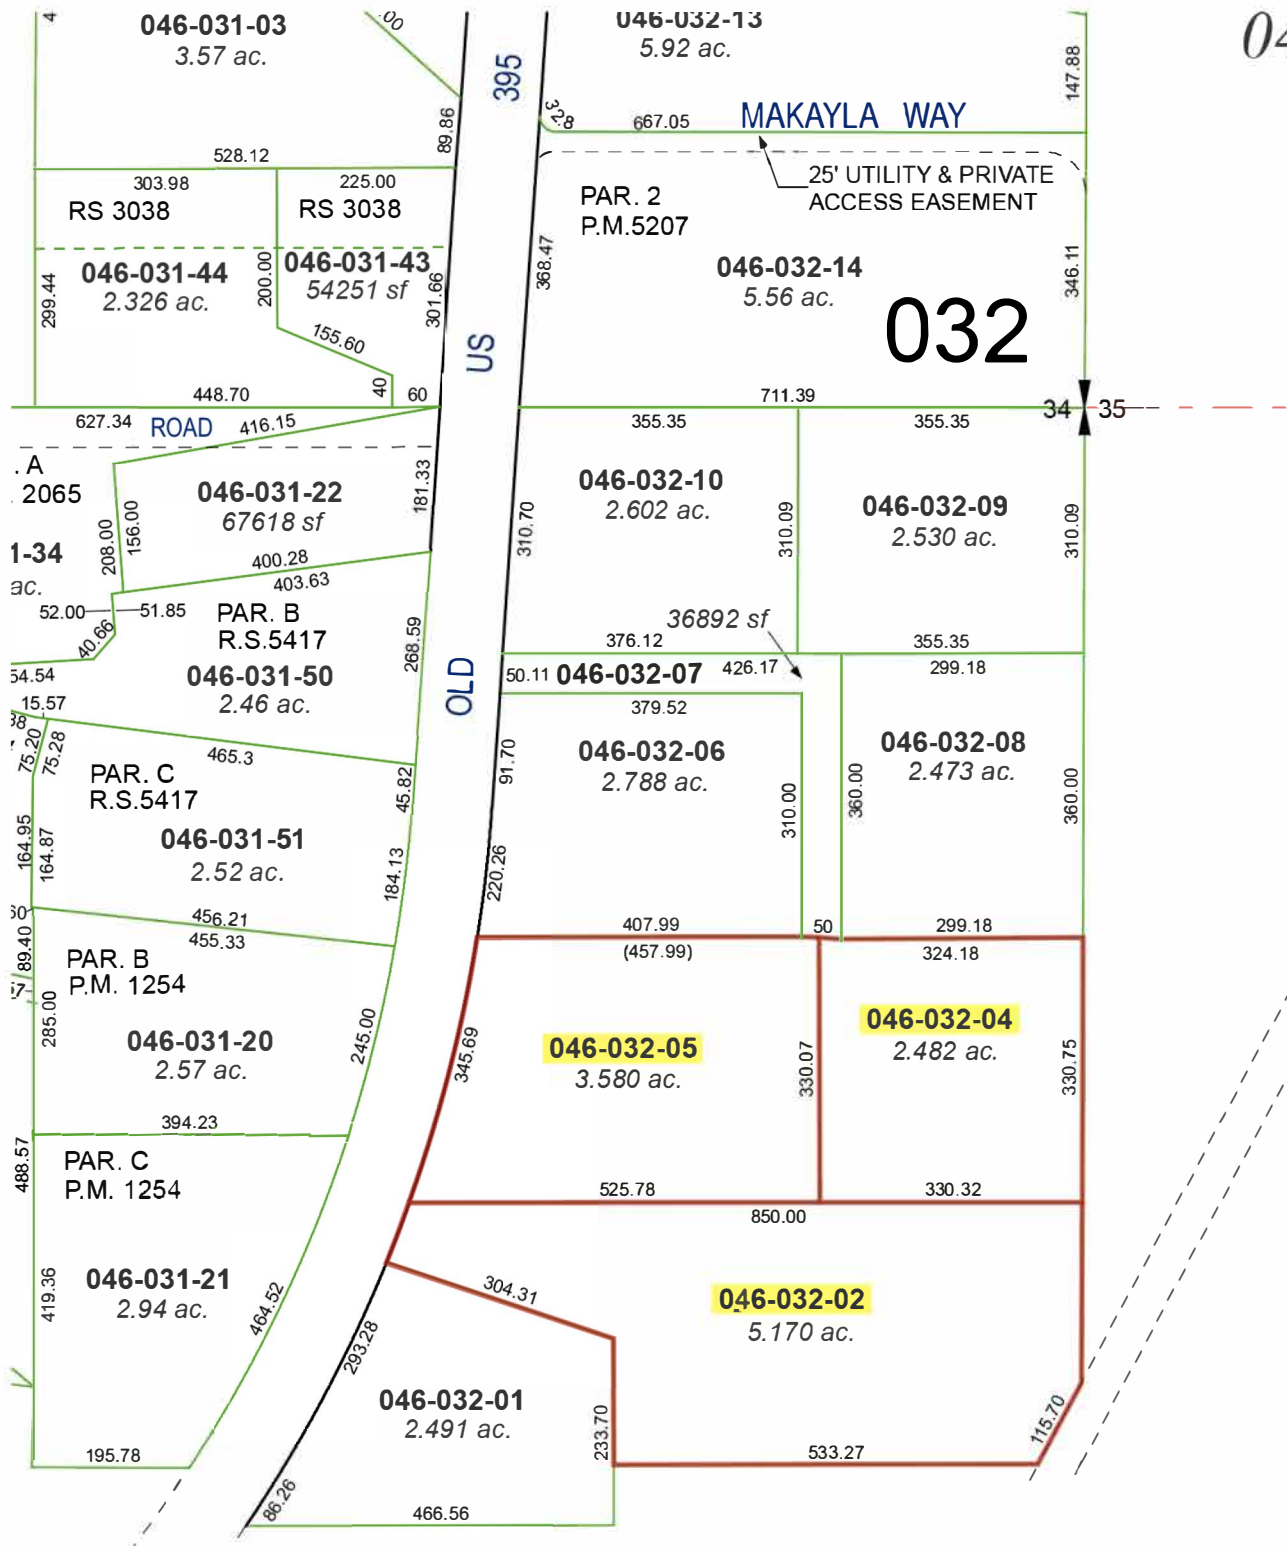 4
046-031-03
3.57 ac.
.00
395
046-032-13
5.92 ac.
147.88
04
89.86
32.8
667.05
MAKAYLA WAY
528.12
303.98
225.00
RS 3038
RS 3038
25' UTILITY & PRIVATE
ACCESS EASEMENT
PAR. 2
P.M.5207
368.47
346.11
299.44
046-031-44
2.326 ac.
200.00
046-031-43
54251 sf
301.66
046-032-14
5.56 ac.
032
155.60
US
448.70
40
60
711.39
34
35
627.34
ROAD
416.15
355.35
355.35
. A
. 2065
181.33
046-031-22
67618 sf
046-032-10
2.602 ac.
046-032-09
2.530 ac.
208.00
156.00
310.70
310.09
310.09
1-34
ac.
400.28
403.63
52.00
51.85
PAR. B
R.S.5417
40.66
268.59
36892 sf
376.12
355.35
54.54
046-031-50
2.46 ac.
50.11
046-032-07
426.17
299.18
OLD
15.57
379.52
38
75.20
75.28
465.3
91.70
046-032-06
2.788 ac.
046-032-08
2.473 ac.
PAR. C
R.S.5417
45.82
310.00
360.00
360.00
164.95
164.87
046-031-51
2.52 ac.
184.13
220.26
60
456.21
455.33
407.99
50
299.18
(457.99)
324.18
89.40
PAR. B
P.M. 1254
57
285.00
046-031-20
2.57 ac.
245.00
345.69
046-032-05
3.580 ac.
330.07
046-032-04
2.482 ac.
330.75
394.23
488.57
PAR. C
P.M. 1254
525.78
330.32
850.00
419.36
046-031-21
2.94 ac.
464.52
304.31
046-032-02
5.170 ac.
293.28
046-032-01
2.491 ac.
233.70
115.70
195.78
533.27
86.26
466.56